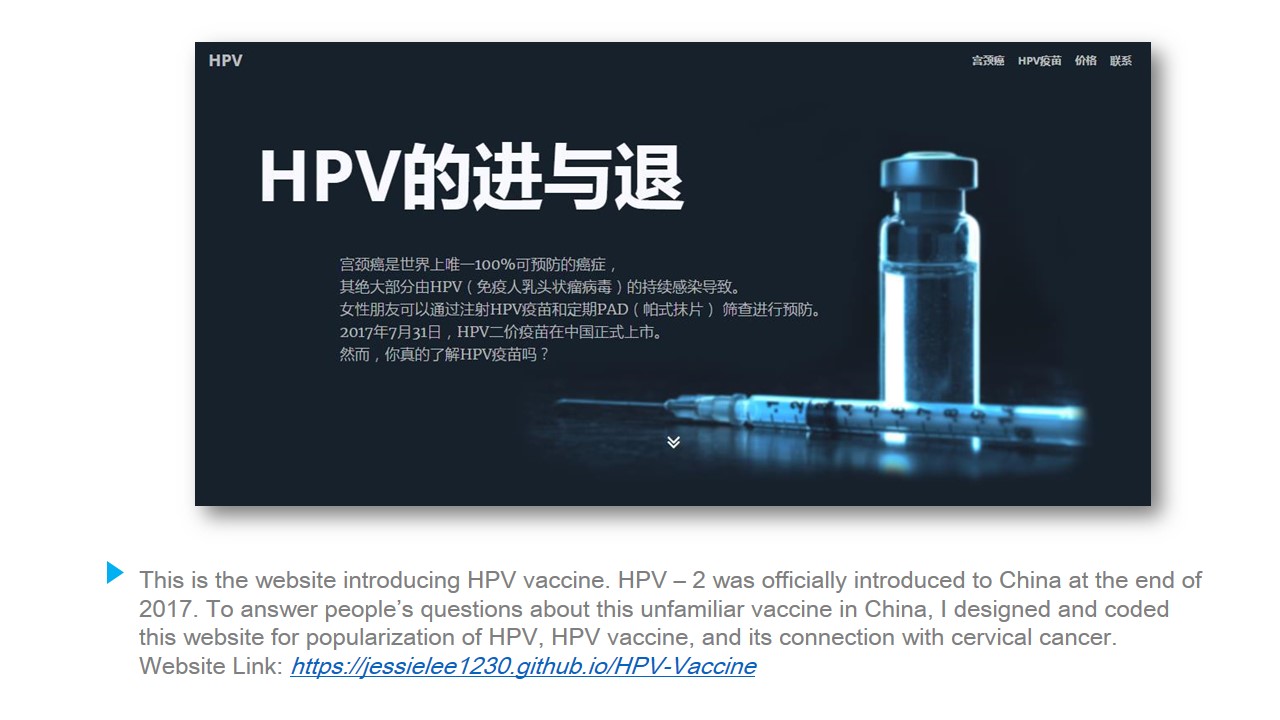 HPV
宫颈癌 HPV疫苗 价格 联系
HPV的进与退
宫颈癌是世界上唯一100%可预防的癌症，
其绝大部分由HPV（免疫人乳头状瘤病毒）的持续感染导致。
女性朋友可以通过注射HPV疫苗和定期PAD（帕式抹片 ）筛查进行预防。
2017年7月31日，HPV二价疫苗在中国正式上市。
然而，你真的了解HPV疫苗吗？
This is the website introducing HPV vaccine. HPV – 2 was officially introduced to China at the end of
2017. To answer people’s questions about this unfamiliar vaccine in China, I designed and coded
this website for popularization of HPV, HPV vaccine, and its connection with cervical cancer.
Website Link: https://jessielee1230.github.io/HPV-Vaccine